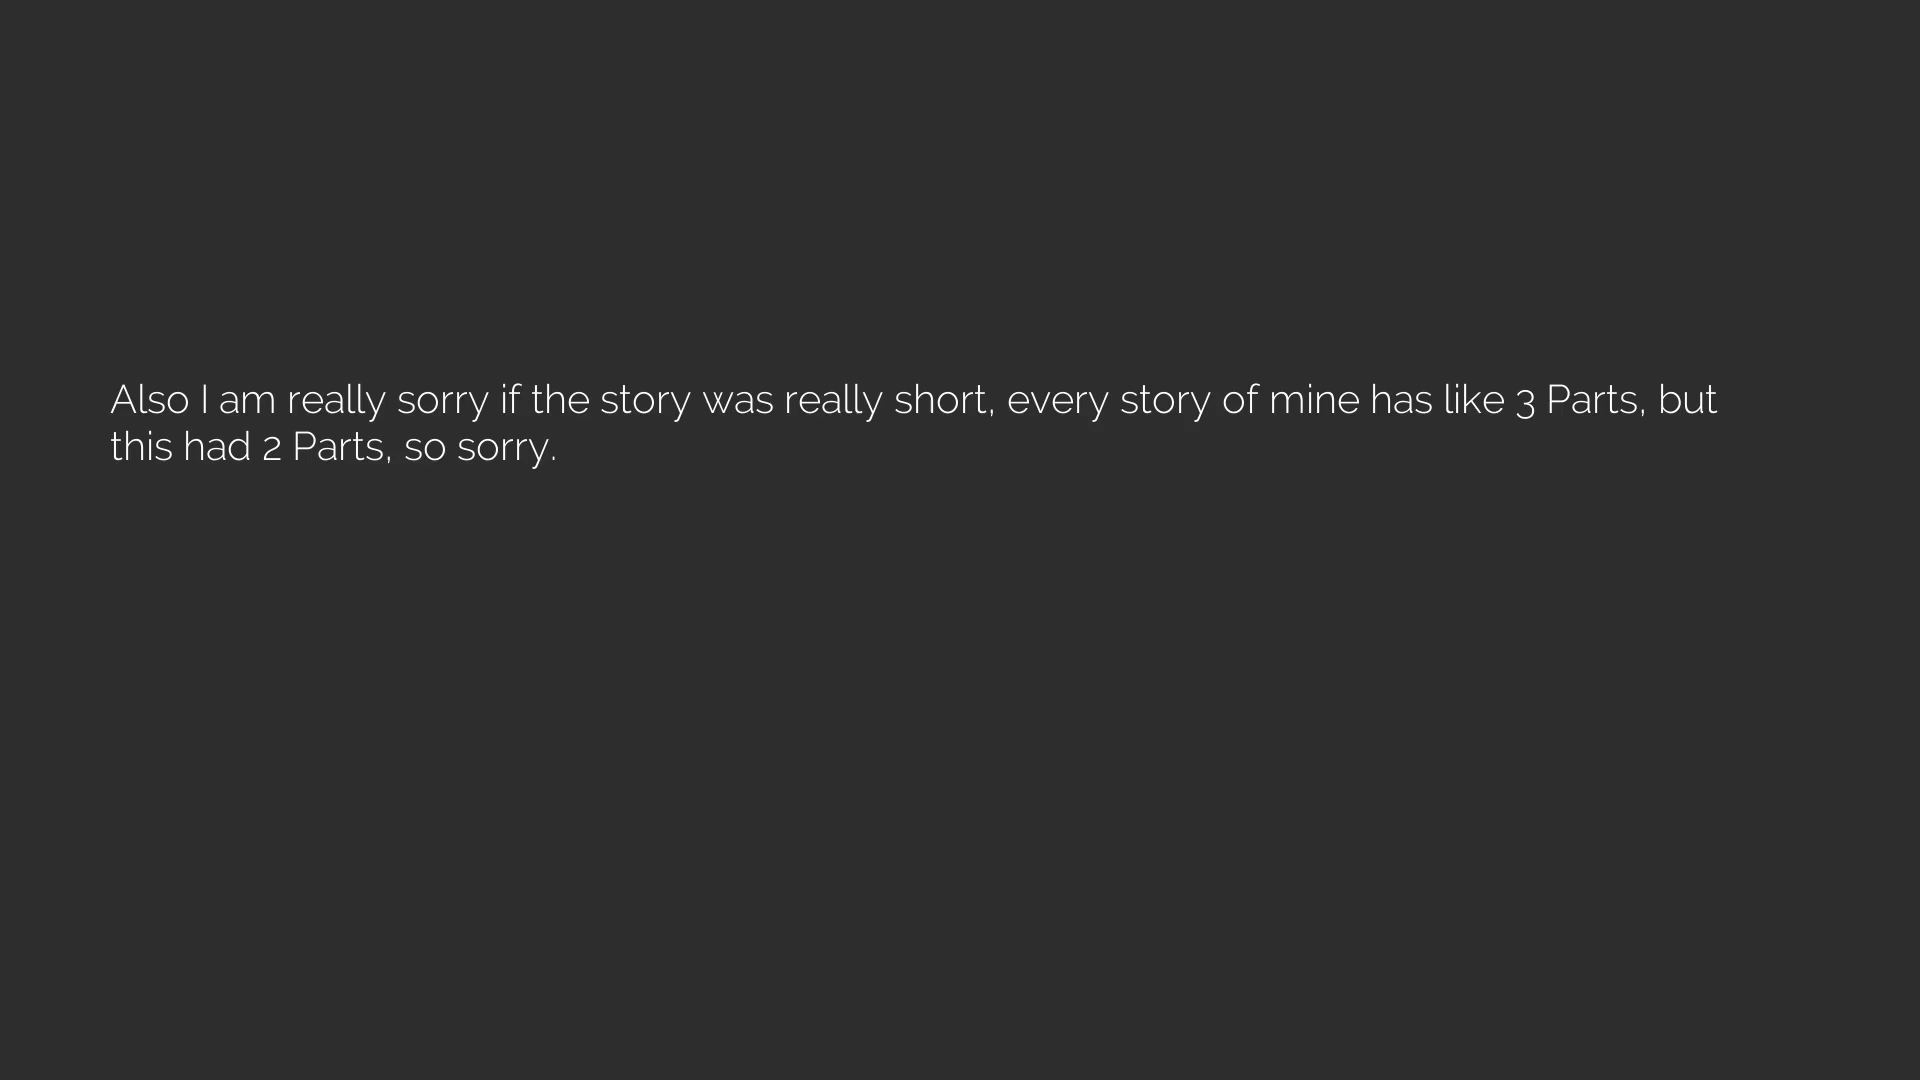 Also I am really sorry if the story was really short, every story of mine has like 3 Parts, but
this had 2 Parts, so sorry.